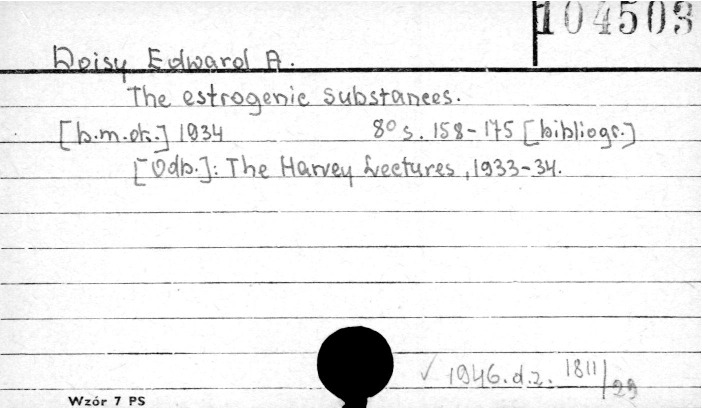 104503
Doisy Edward A.
The estrogenic substances.
[b.m.dr.] 1934 8° s. 158-175 [bibliogr.]
[Odb.]: The Harvey Lectures, 1933-34.
✓ 1946.d.z. 1811/29
Wzór 7 PS